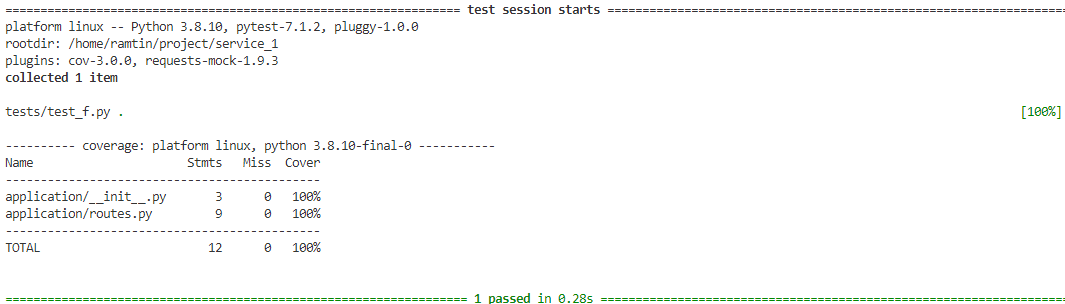 ============================================================== test session starts ==============================================================
platform linux -- Python 3.8.10, pytest-7.1.2, pluggy-1.0.0
rootdir: /home/ramtin/project/service_1
plugins: cov-3.0.0, requests-mock-1.9.3
collected 1 item

tests/test_f.py . [100%]

---------- coverage: platform linux, python 3.8.10-final-0 -----------
Name                      Stmts   Miss  Cover
---------------------------------------------
application/__init__.py       3      0   100%
application/routes.py         9      0   100%
---------------------------------------------
TOTAL                        12      0   100%

============================================================== 1 passed in 0.28s ==============================================================